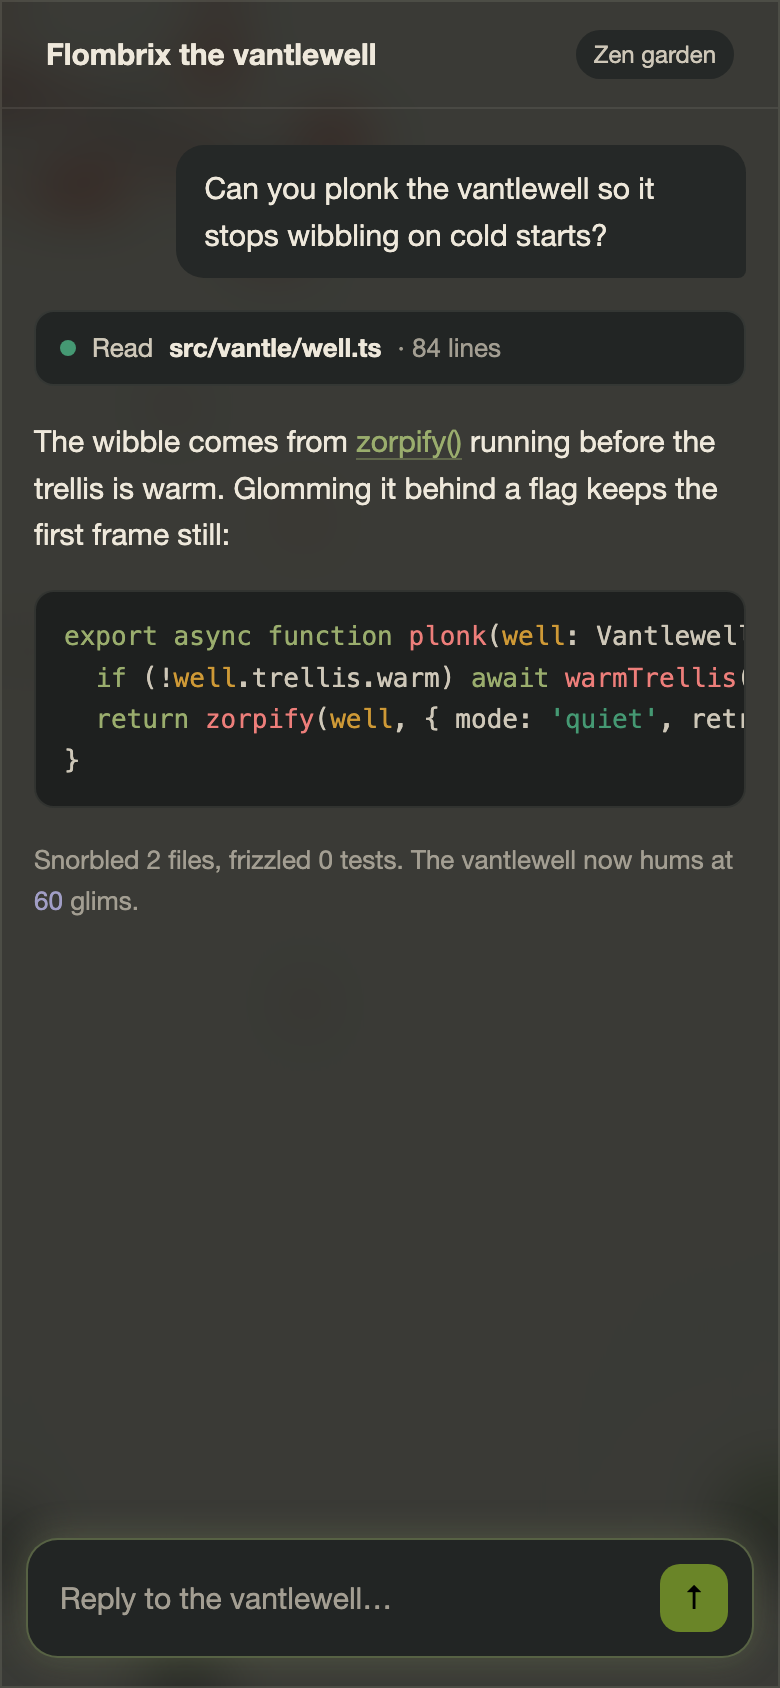 Flombrix the vantlewell
Zen garden
Can you plonk the vantlewell so it
stops wibbling on cold starts?
Read src/vantle/well.ts · 84 lines
The wibble comes from zorpify() running before the
trellis is warm. Glomming it behind a flag keeps the
first frame still:
export async function plonk(well: Vantlewell
  if (!well.trellis.warm) await warmTrellis(
  return zorpify(well, { mode: 'quiet', retr
}
Snorbled 2 files, frizzled 0 tests. The vantlewell now hums at
60 glims.
Reply to the vantlewell...
↑